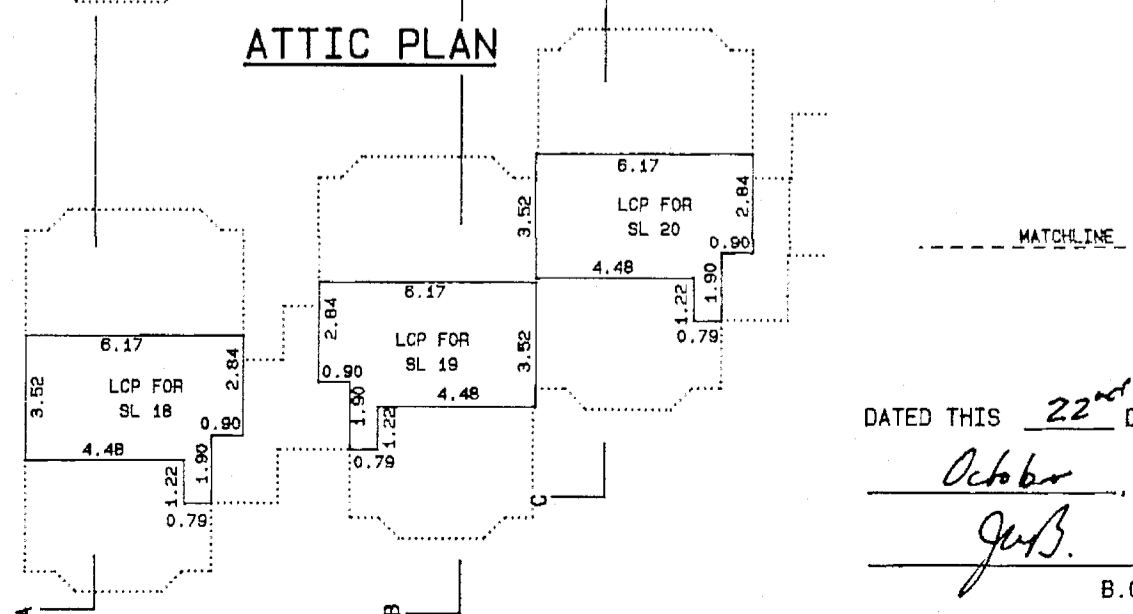 ATTIC PLAN
6.17
3.52
LCP FOR
SL 20
2.84
0.90
4.48
1.22
1.90
0.79
MATCHLINE
6.17
2.84
LCP FOR
SL 19
3.52
0.90
4.48
1.90
1.22
0.79
6.17
3.52
LCP FOR
SL 18
2.84
0.90
4.48
1.22
1.90
0.79
C
DATED THIS 22nd D
October,
B.C
A
B